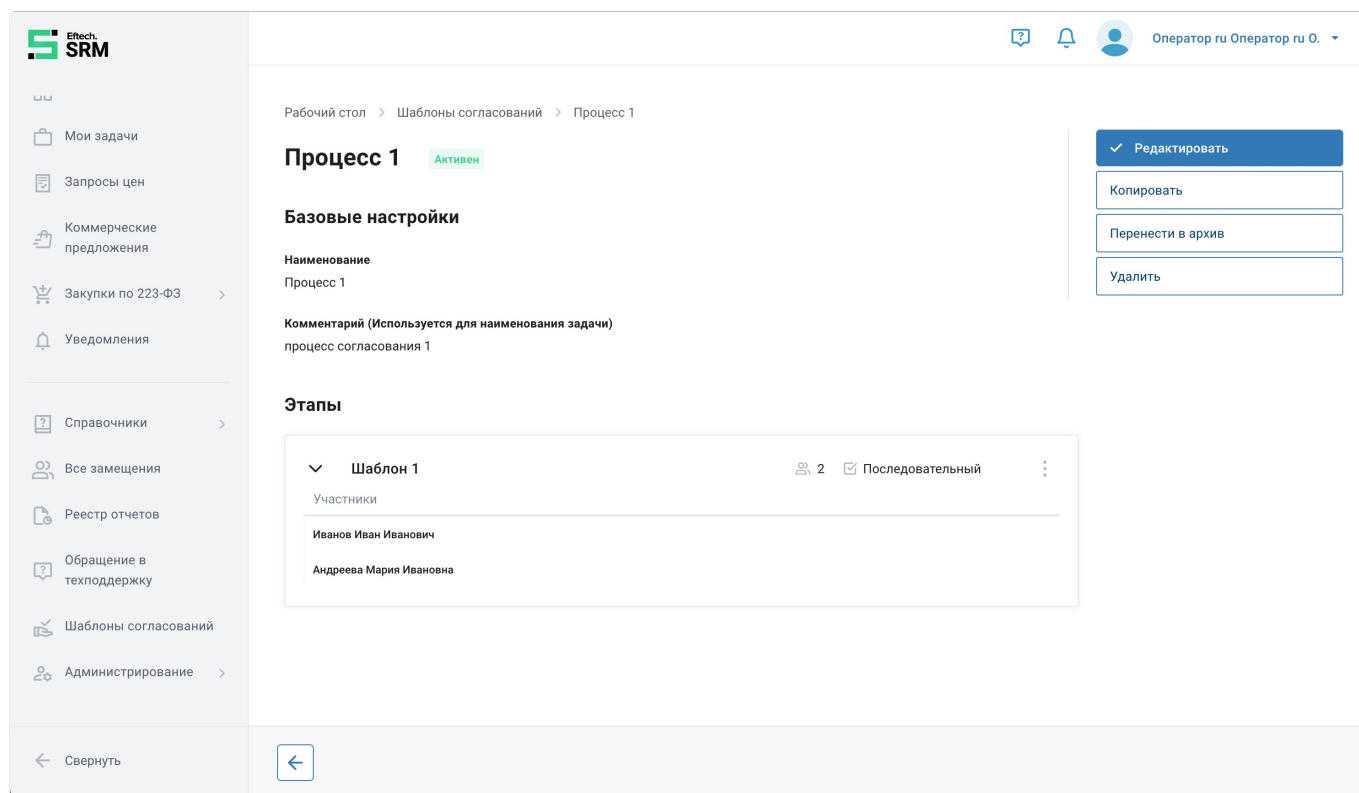 Eftech.
SRM
Оператор ru Оператор ru О.
Мои задачи
Запросы цен
Коммерческие
предложения
Закупки по 223-ФЗ
Уведомления
Справочники
Все замещения
Реестр отчетов
Обращение в
техподдержку
Шаблоны согласований
Администрирование
Свернуть
Рабочий стол > Шаблоны согласований > Процесс 1
Процесс 1 Активен
Базовые настройки
Наименование
Процесс 1
Комментарий (Используется для наименования задачи)
процесс согласования 1
Этапы
Шаблон 1 2 Последовательный
Участники
Иванов Иван Иванович
Андреева Мария Ивановна
Редактировать
Копировать
Перенести в архив
Удалить